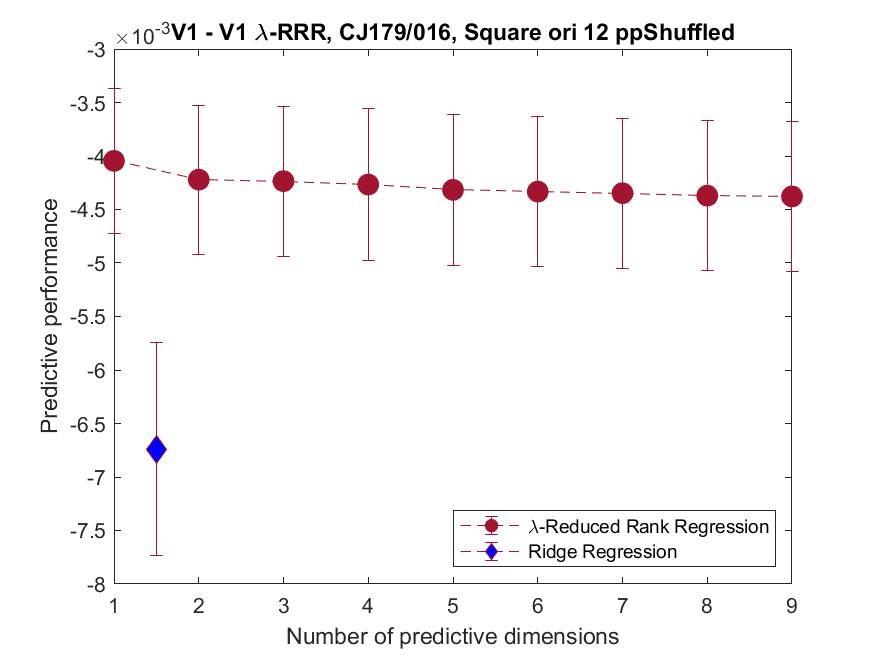 ×10-3
V1 - V1 λ-RRR, CJ179/016, Square ori 12 ppShuffled
-3
-3.5
-4
-4.5
-5
-5.5
-6
-6.5
-7
-7.5
-8
Predictive performance
λ-Reduced Rank Regression
Ridge Regression
1 2 3 4 5 6 7 8 9
Number of predictive dimensions